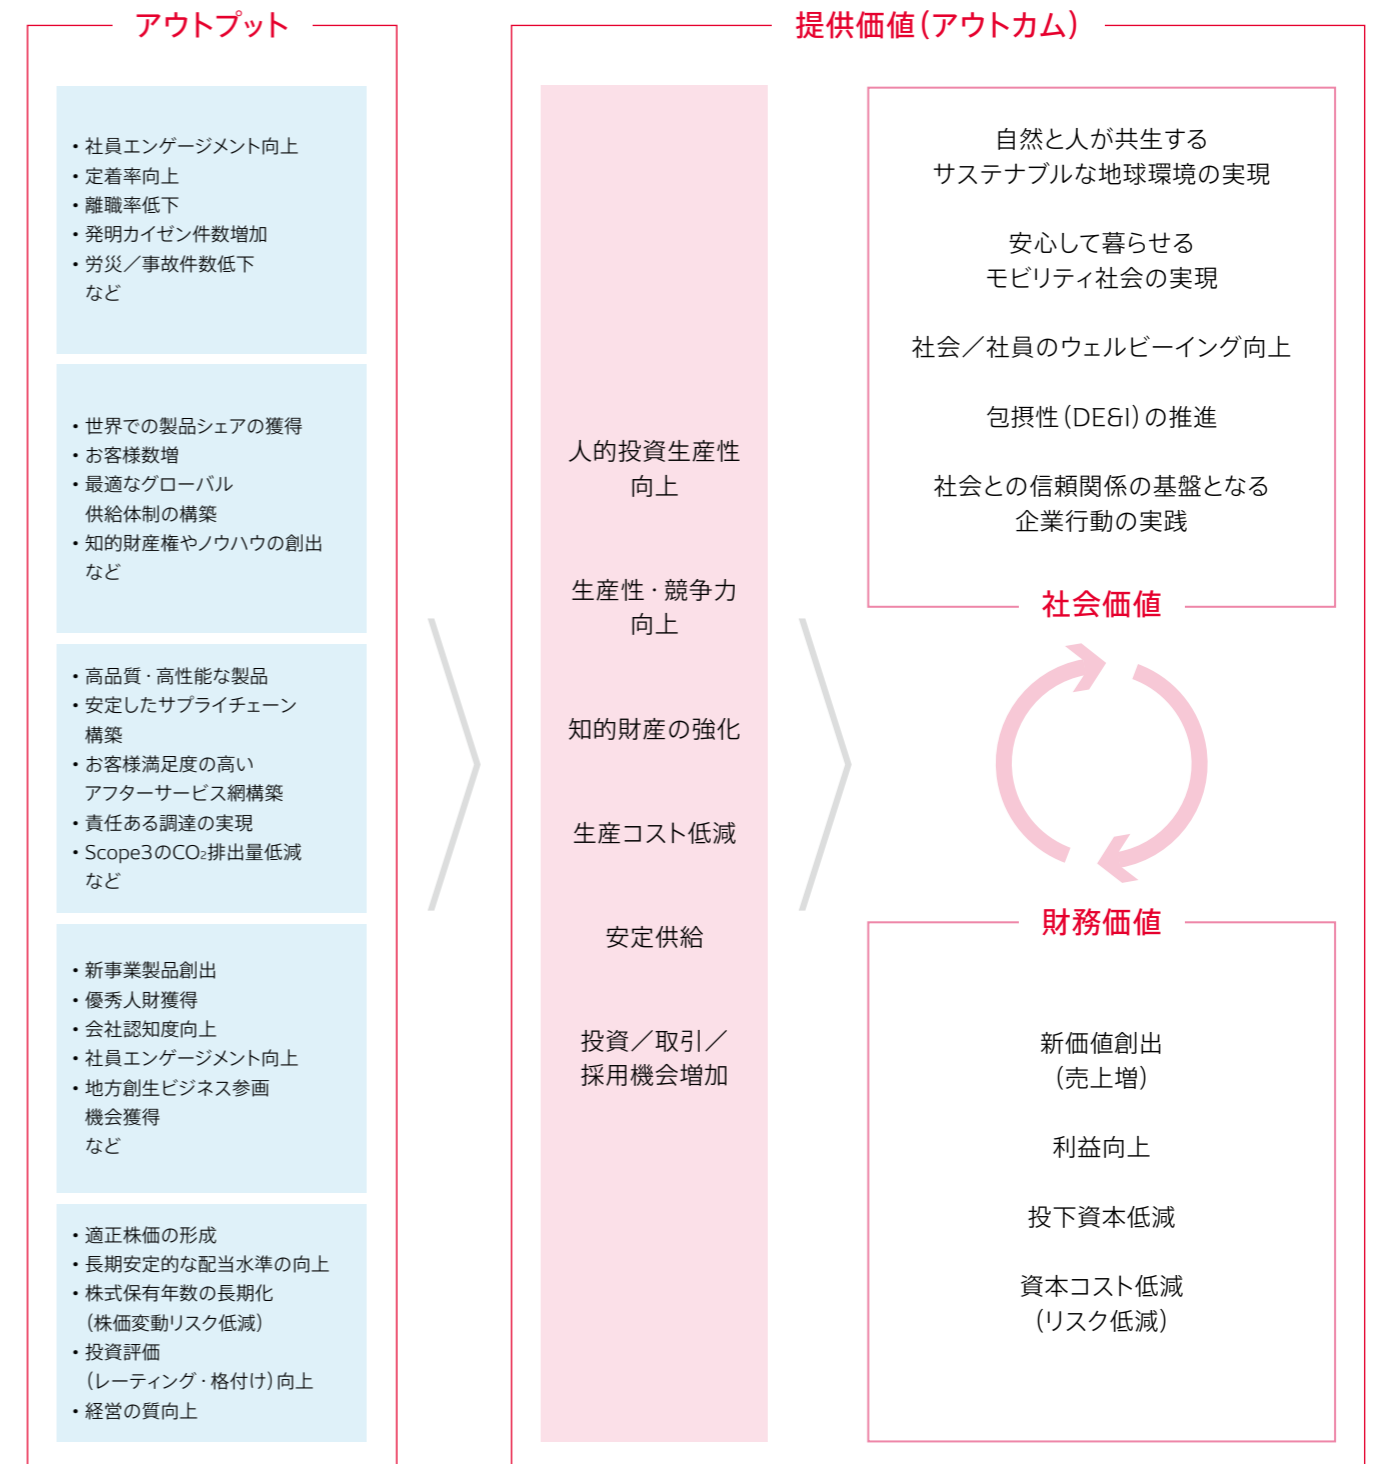 アウトプット
・社員エンゲージメント向上
・定着率向上
・離職率低下
・発明カイゼン件数増加
・労災／事故件数低下
など
・世界での製品シェアの獲得
・お客様数増
・最適なグローバル
供給体制の構築
・知的財産権やノウハウの創出
など
・高品質・高性能な製品
・安定したサプライチェーン
構築
・お客様満足度の高い
アフターサービス網構築
・責任ある調達の実現
・Scope3のCO₂排出量低減
など
・新事業製品創出
・優秀人財獲得
・会社認知度向上
・社員エンゲージメント向上
・地方創生ビジネス参画
機会獲得
など
・適正株価の形成
・長期安定的な配当水準の向上
・株式保有年数の長期化
（株価変動リスク低減）
・投資評価
（レーティング・格付け）向上
・経営の質向上
提供価値（アウトカム）
人的投資生産性
向上
生産性・競争力
向上
知的財産の強化
生産コスト低減
安定供給
投資／取引／
採用機会増加
自然と人が共生する
サステナブルな地球環境の実現
安心して暮らせる
モビリティ社会の実現
社会／社員のウェルビーイング向上
包摂性（DE&I）の推進
社会との信頼関係の基盤となる
企業行動の実践
社会価値
財務価値
新価値創出
（売上増）
利益向上
投下資本低減
資本コスト低減
（リスク低減）